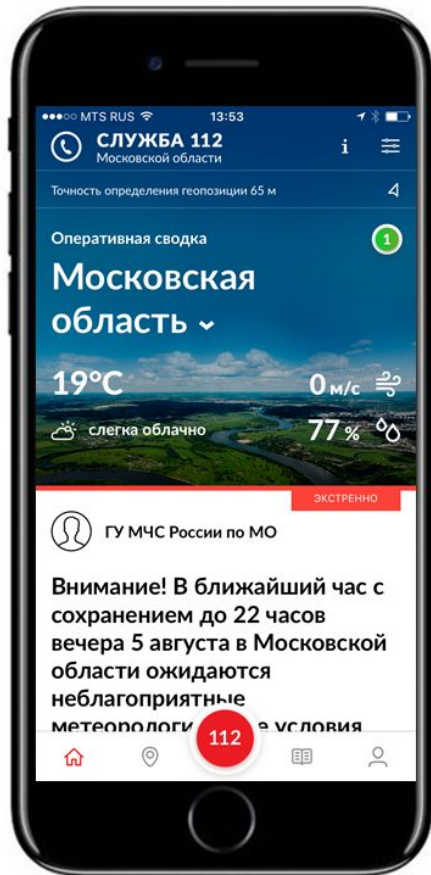 MTS RUS 13:53
СЛУЖБА 112
Московской области
i
Точность определения геопозиции 65 м
Оперативная сводка
1
Московская
область
19°C
0 м/с
слегка облачно
77 %
ЭКСТРЕННО
ГУ МЧС России по МО
Внимание! В ближайший час с
сохранением до 22 часов
вечера 5 августа в Московской
области ожидаются
неблагоприятные
условия
112